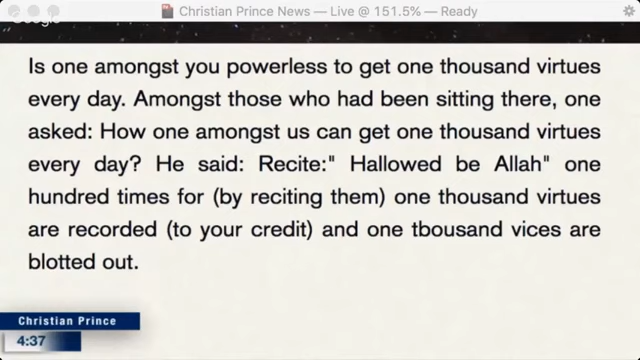 Christian Prince News — Live @ 151.5% — Ready
Google
Is one amongst you powerless to get one thousand virtues
every day. Amongst those who had been sitting there, one
asked: How one amongst us can get one thousand virtues
every day? He said: Recite:" Hallowed be Allah" one
hundred times for (by reciting them) one thousand virtues
are recorded (to your credit) and one tbousand vices are
blotted out.
Christian Prince
4:37